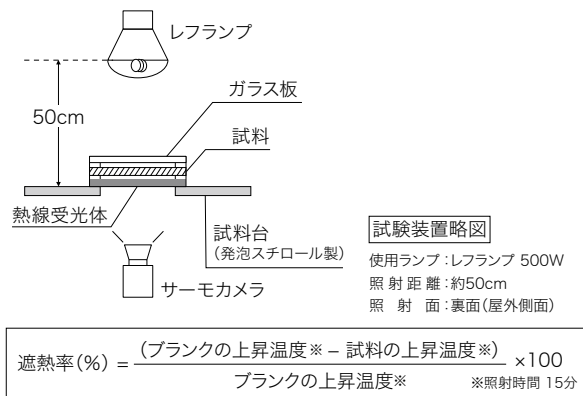 レフランプ
50cm
ガラス板
試料
熱線受光体
試料台
(発泡スチロール製)
サーモカメラ
試験装置略図
使用ランプ:レフランプ 500W
照射距離:約50cm
照射面:裏面(屋外側面)
遮熱率(%) = (ブランクの上昇温度※ − 試料の上昇温度※) ×100
ブランクの上昇温度※
※照射時間 15分